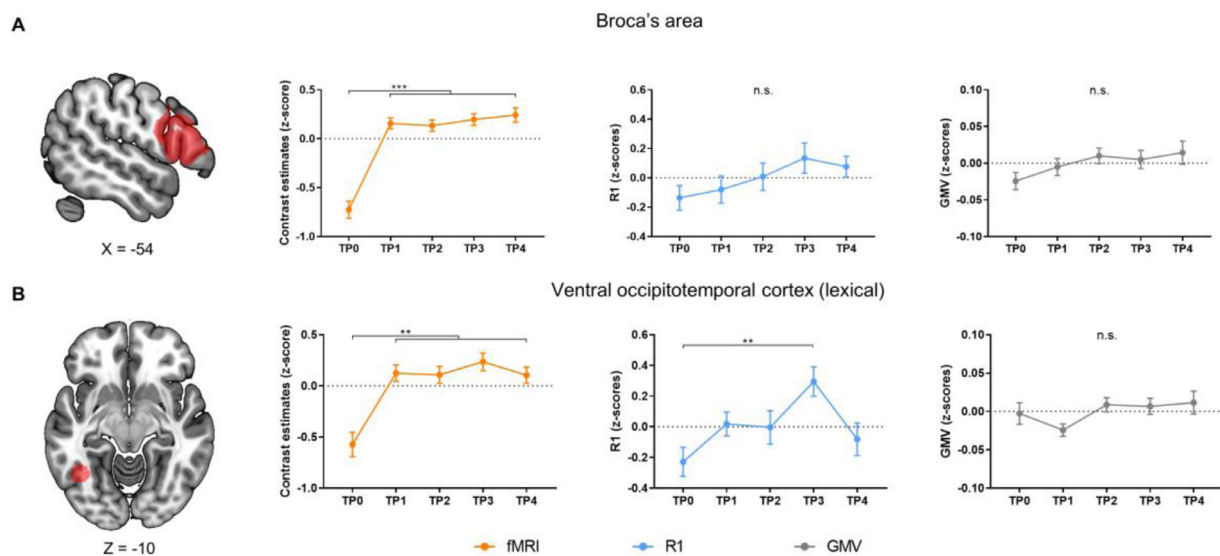 A
Broca's area
X = -54
Contrast estimates (z-score)
0.5
0.0
-0.5
-1.0
***
TP0 TP1 TP2 TP3 TP4
R1 (z-scores)
0.6
0.4
0.2
0.0
-0.2
-0.4
n.s.
TP0 TP1 TP2 TP3 TP4
GMV (z-scores)
0.10
0.05
0.00
-0.05
-0.10
n.s.
TP0 TP1 TP2 TP3 TP4
B
Ventral occipitotemporal cortex (lexical)
Z = -10
Contrast estimates (z-score)
0.5
0.0
-0.5
-1.0
**
TP0 TP1 TP2 TP3 TP4
R1 (z-scores)
0.6
0.4
0.2
0.0
-0.2
-0.4
**
TP0 TP1 TP2 TP3 TP4
GMV (z-scores)
0.10
0.05
0.00
-0.05
-0.10
n.s.
TP0 TP1 TP2 TP3 TP4
fMRI R1 GMV